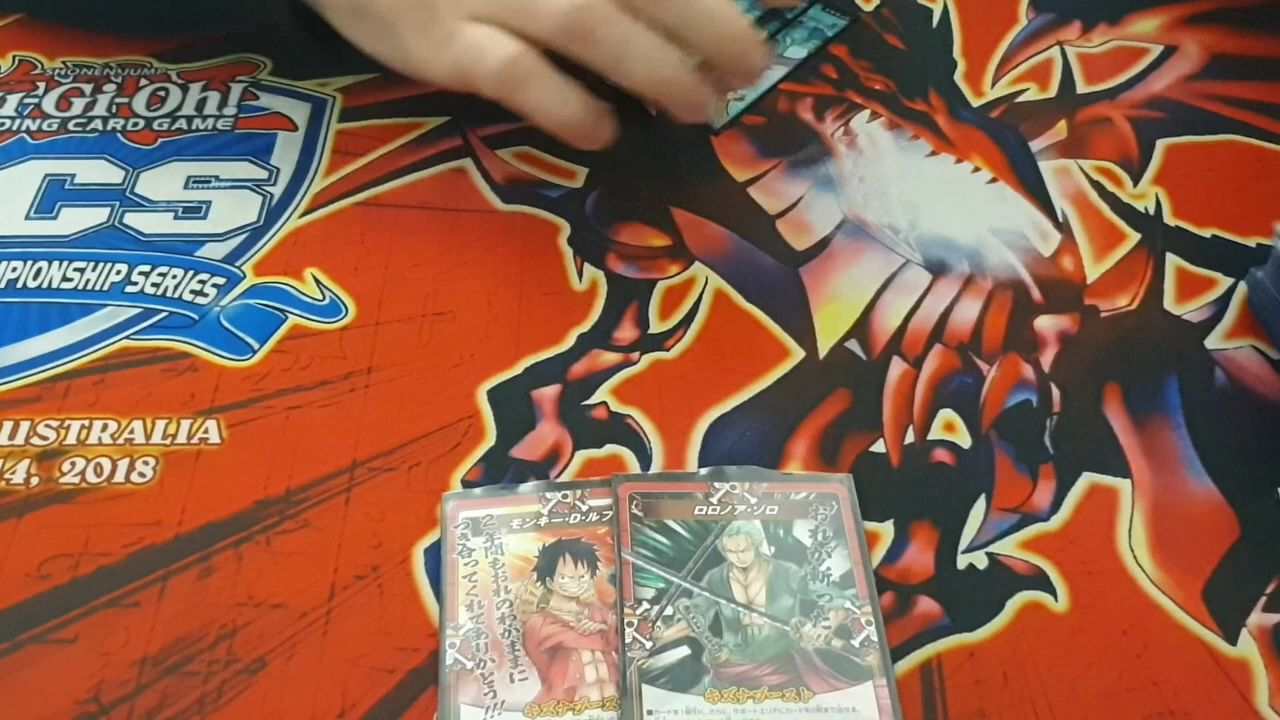 SHONEN JUMP
i-Gi-Oh!
DING CARD GAME
CS
MPIONSHIP SERIES
USTRALIA
14, 2018
モンキー・D・ルフ
2年間もおれのわがままに
つき合ってくれてありがとう!!!
キズナブースト
ロロノア・ゾロ
おれが斬った
キズナブースト